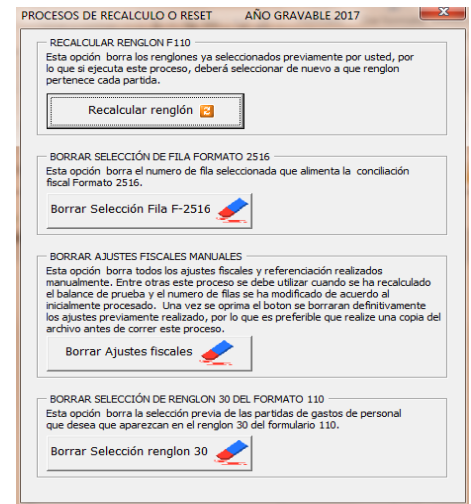 PROCESOS DE RECALCULO O RESET AÑO GRAVABLE 2017
RECALCULAR RENGLON F110
Esta opción borra los renglones ya seleccionados previamente por usted, por
lo que si ejecuta este proceso, deberá seleccionar de nuevo a que renglon
pertenece cada partida.
Recalcular renglón
BORRAR SELECCIÓN DE FILA FORMATO 2516
Esta opción borra el numero de fila seleccionada que alimenta la conciliación
fiscal Formato 2516.
Borrar Selección Fila F-2516
BORRAR AJUSTES FISCALES MANUALES
Esta opción borra todos los ajustes fiscales y referenciación realizados
manualmente. Entre otras este proceso se debe utilizar cuando se ha recalculado
el balance de prueba y el numero de filas se ha modificado de acuerdo al
inicialmente procesado. Una vez se oprima el boton se borraran definitivamente
los ajustes previamente realizado, por lo que es preferible que realize una copia del
archivo antes de correr este proceso.
Borrar Ajustes fiscales
BORRAR SELECCIÓN DE RENGLON 30 DEL FORMATO 110
Esta opción borra la selección previa de las partidas de gastos de personal
que desea que aparezcan en el renglon 30 del formulario 110.
Borrar Selección renglon 30